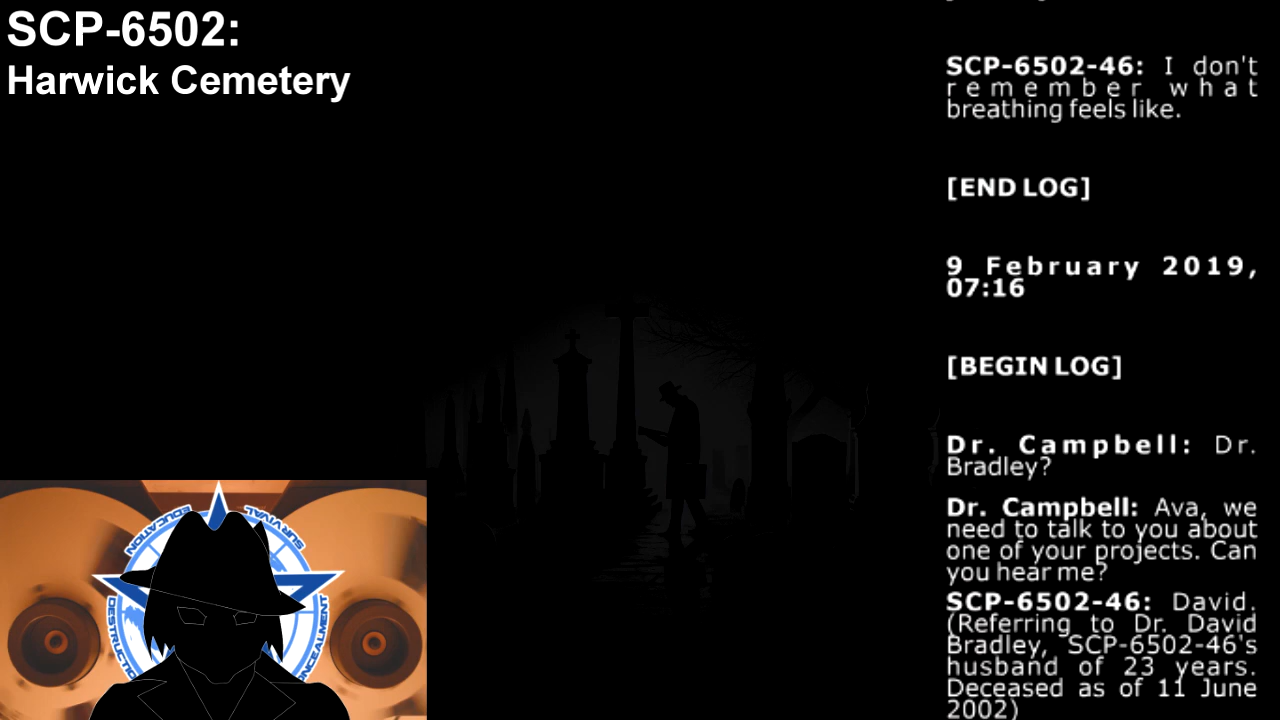 SCP-6502:
Harwick Cemetery
SCP-6502-46: I don't
remember what
breathing feels like.
[END LOG]
9 February 2019,
07:16
[BEGIN LOG]
Dr. Campbell: Dr.
Bradley?
Dr. Campbell: Ava, we
need to talk to you about
one of your projects. Can
you hear me?
SCP-6502-46: David.
(Referring to Dr. David
Bradley, SCP-6502-46's
husband of 23 years.
Deceased as of 11 June
2002)
EDUCATION
SURVIVAL